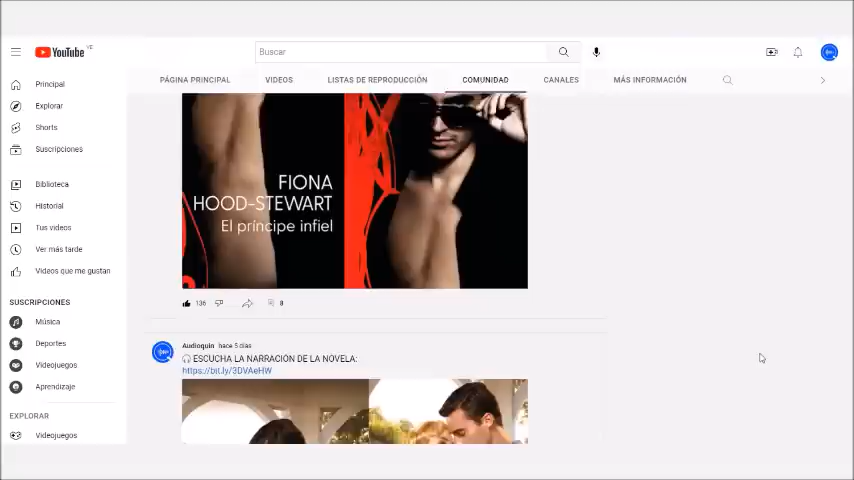 YouTube VE
Buscar
PÁGINA PRINCIPAL VIDEOS LISTAS DE REPRODUCCIÓN COMUNIDAD CANALES MÁS INFORMACIÓN
Principal
Explorar
Shorts
Suscripciones
Biblioteca
Historial
Tus videos
Ver más tarde
Videos que me gustan
SUSCRIPCIONES
Música
Deportes
Videojuegos
Aprendizaje
EXPLORAR
Videojuegos
FIONA
HOOD-STEWART
El príncipe infiel
136 8
Audioquin hace 5 días
ESCUCHA LA NARRACIÓN DE LA NOVELA:
https://bit.ly/3DVAeHW